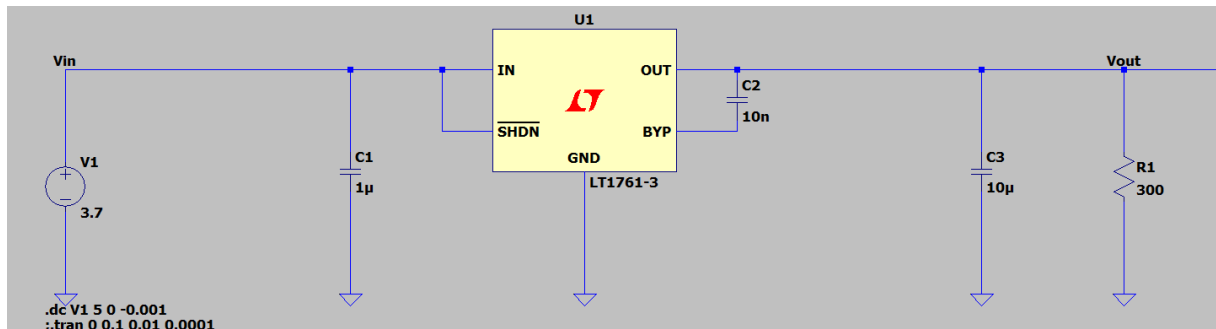 U1
Vin
IN
OUT
Vout
C2
10n
SHDN
BYP
V1
3.7
C1
1µ
GND
LT1761-3
C3
10µ
R1
300
.dc V1 5 0 -0.001
;.tran 0 0.1 0.01 0.0001